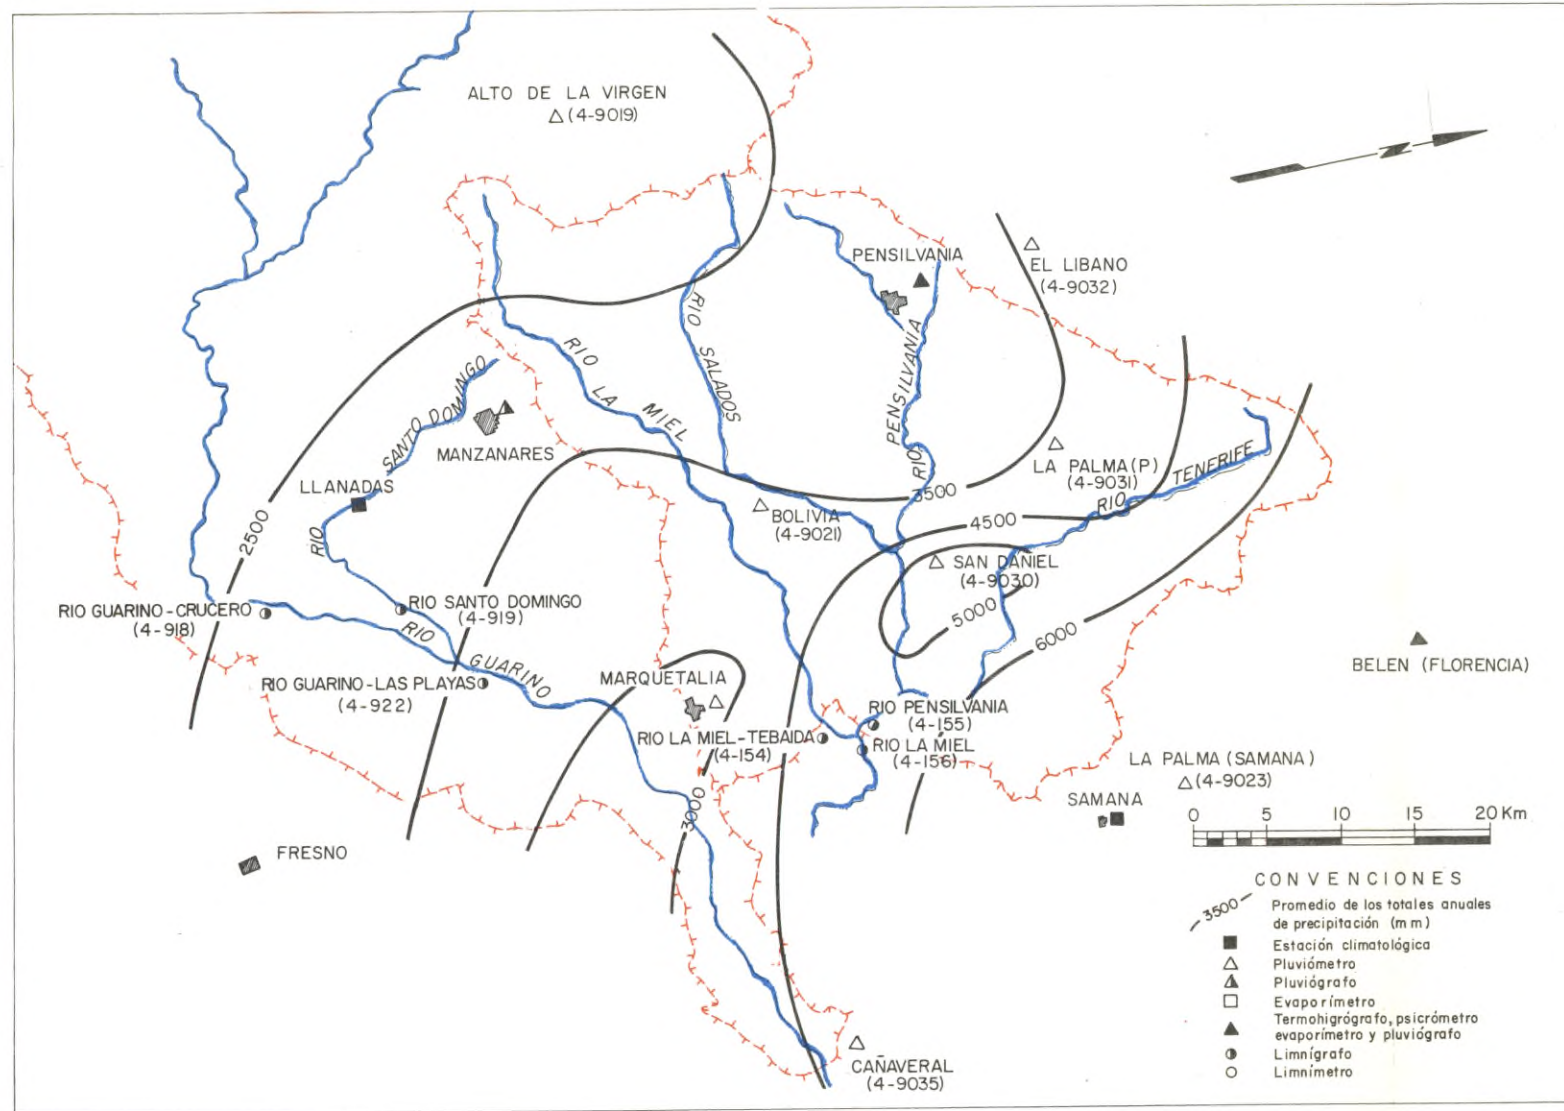 ALTO DE LA VIRGEN
(4-9019)
N
PENSILVANIA
EL LIBANO
(4-9032)
RIO SALADOS
RIO LA MIEL
RIO PENSILVANIA
SANTO DOMINGO
RIO
MANZANARES
LLANADAS
LA PALMA (P)
(4-9031)
RIO TENERIFE
3500
2500
BOLIVIA
(4-9021)
4500
SAN DANIEL
(4-9030)
5000
6000
RIO GUARINO-CRUCERO
(4-918)
RIO SANTO DOMINGO
(4-919)
RIO GUARINO
RIO GUARINO-LAS PLAYAS
(4-922)
MARQUETALIA
BELEN (FLORENCIA)
RIO PENSILVANIA
(4-155)
RIO LA MIEL-TEBAIDA
(4-154)
RIO LA MIEL
(4-156)
LA PALMA (SAMANA)
(4-9023)
SAMANA
3000
FRESNO
CAÑAVERAL
(4-9035)
0 5 10 15 20 Km
CONVENCIONES
3500
Promedio de los totales anuales
de precipitación (mm)
Estación climatológica
Pluviómetro
Pluviógrafo
Evaporímetro
Termohigrógrafo, psicrómetro
evaporímetro y pluviógrafo
Limnígrafo
Limnímetro